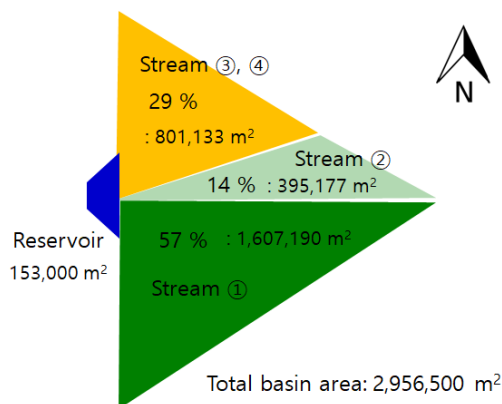 Stream ③, ④
29 %
: 801,133 m²
N
Stream ②
14 % : 395,177 m²
57 % : 1,607,190 m²
Reservoir
153,000 m²
Stream ①
Total basin area: 2,956,500 m²